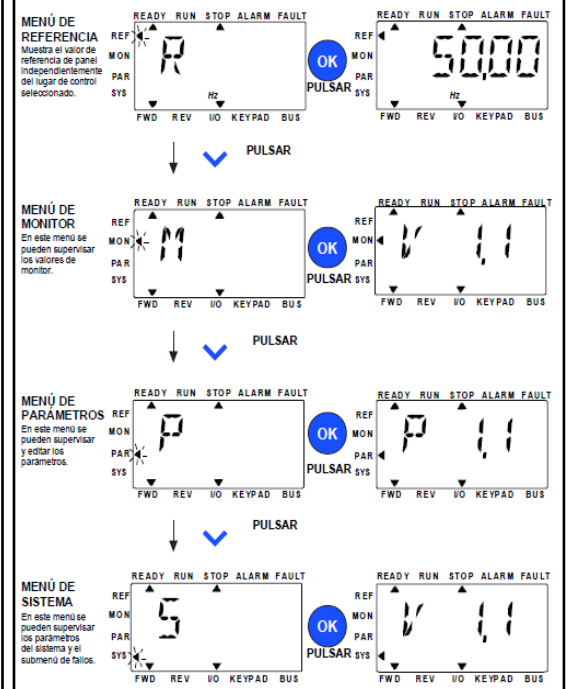 MENÚ DE
REFERENCIA
Muestra el valor de
referencia de panel
independientemente
del lugar de control
seleccionado.
READY RUN STOP ALARM FAULT
REF
MON
PAR
SYS
R
Hz
FWD REV I/O KEYPAD BUS
OK
PULSAR
READY RUN STOP ALARM FAULT
REF
MON
PAR
SYS
50,00
Hz
FWD REV I/O KEYPAD BUS
PULSAR
MENÚ DE
MONITOR
En este menú se
pueden supervisar
los valores de
monitor.
READY RUN STOP ALARM FAULT
REF
MON
PAR
SYS
M
FWD REV I/O KEYPAD BUS
OK
PULSAR
READY RUN STOP ALARM FAULT
REF
MON
PAR
SYS
V 1.1
FWD REV I/O KEYPAD BUS
PULSAR
MENÚ DE
PARÁMETROS
En este menú se
pueden supervisar
y editar los
parámetros.
READY RUN STOP ALARM FAULT
REF
MON
PAR
SYS
P
FWD REV I/O KEYPAD BUS
OK
PULSAR
READY RUN STOP ALARM FAULT
REF
MON
PAR
SYS
P 1.1
FWD REV I/O KEYPAD BUS
PULSAR
MENÚ DE
SISTEMA
En este menú se
pueden supervisar
los parámetros
del sistema y el
submenú de fallos.
READY RUN STOP ALARM FAULT
REF
MON
PAR
SYS
S
FWD REV I/O KEYPAD BUS
OK
PULSAR
READY RUN STOP ALARM FAULT
REF
MON
PAR
SYS
V 1.1
FWD REV I/O KEYPAD BUS